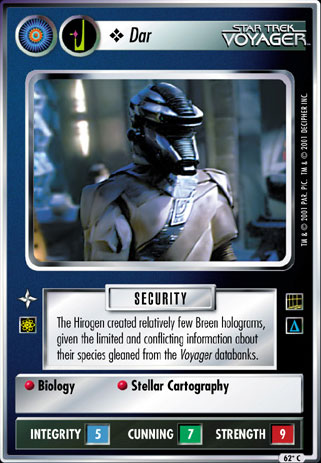 ❖ Dar
STAR TREK
VOYAGER™
TM & © 2001 PAR. PIC. TM & © 2001 DECIPHER INC.
SECURITY
The Hirogen created relatively few Breen holograms,
given the limited and conflicting information about
their species gleaned from the Voyager databanks.
Biology Stellar Cartography
INTEGRITY 5 CUNNING 7 STRENGTH 9
62* C